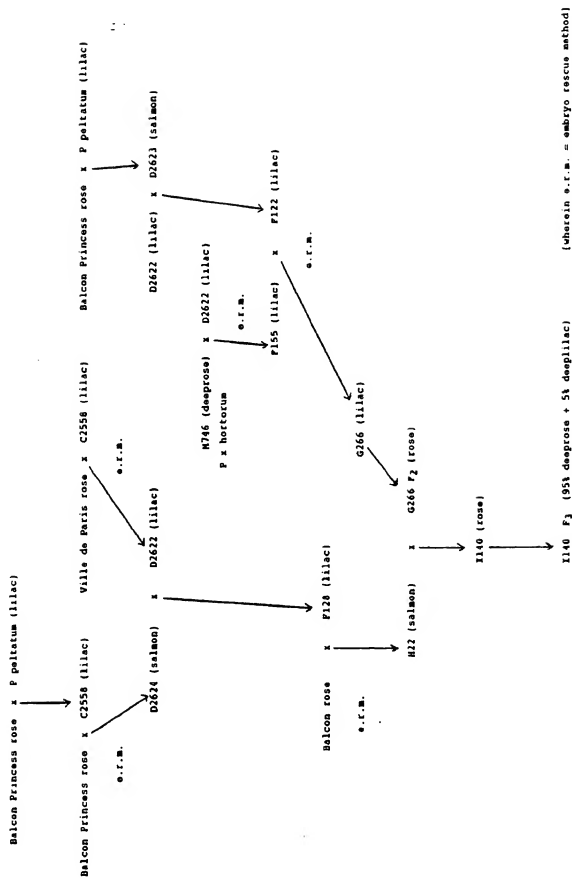 Balcon Princess rose x P peltatum (lilac)
Balcon Princess rose x C2558 (lilac) Ville de Paris rose x C2558 (lilac) Balcon Princess rose x P peltatum (lilac)
e.r.m. e.r.m.
D2624 (salmon) x D2622 (lilac) D2622 (lilac) x D2623 (salmon)
M746 (deeprose) x D2622 (lilac)
P x hortorum
e.r.m.
F155 (lilac) x F122 (lilac)
e.r.m.
Balcon rose x F128 (lilac)
e.r.m. G266 (lilac)
H22 (salmon) x G266 F2 (rose)
I140 (rose)
I140 F3 (95% deeprose + 5% deeplilac) [wherein e.r.m. = embryo rescue method]